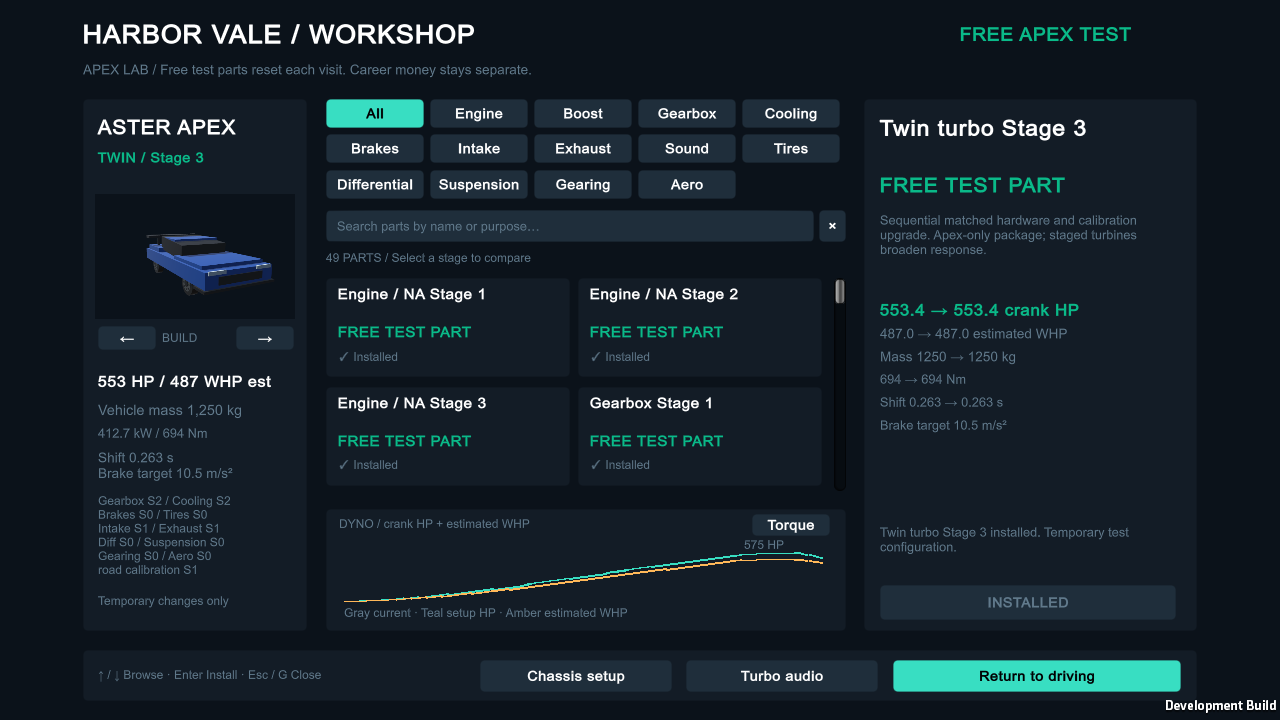 HARBOR VALE / WORKSHOP
FREE APEX TEST
APEX LAB / Free test parts reset each visit. Career money stays separate.
ASTER APEX
TWIN / Stage 3
← BUILD →
553 HP / 487 WHP est
Vehicle mass 1,250 kg
412.7 kW / 694 Nm
Shift 0.263 s
Brake target 10.5 m/s²
Gearbox S2 / Cooling S2
Brakes S0 / Tires S0
Intake S1 / Exhaust S1
Diff S0 / Suspension S0
Gearing S0 / Aero S0
road calibration S1
Temporary changes only
All Engine Boost Gearbox Cooling
Brakes Intake Exhaust Sound Tires
Differential Suspension Gearing Aero
Search parts by name or purpose... ×
49 PARTS / Select a stage to compare
Engine / NA Stage 1
FREE TEST PART
✓ Installed
Engine / NA Stage 2
FREE TEST PART
✓ Installed
Engine / NA Stage 3
FREE TEST PART
✓ Installed
Gearbox Stage 1
FREE TEST PART
✓ Installed
DYNO / crank HP + estimated WHP
Torque
575 HP
Gray current · Teal setup HP · Amber estimated WHP
Twin turbo Stage 3
FREE TEST PART
Sequential matched hardware and calibration
upgrade. Apex-only package; staged turbines
broaden response.
553.4 → 553.4 crank HP
487.0 → 487.0 estimated WHP
Mass 1250 → 1250 kg
694 → 694 Nm
Shift 0.263 → 0.263 s
Brake target 10.5 m/s²
Twin turbo Stage 3 installed. Temporary test
configuration.
INSTALLED
↑ / ↓ Browse · Enter Install · Esc / G Close
Chassis setup
Turbo audio
Return to driving
Development Build